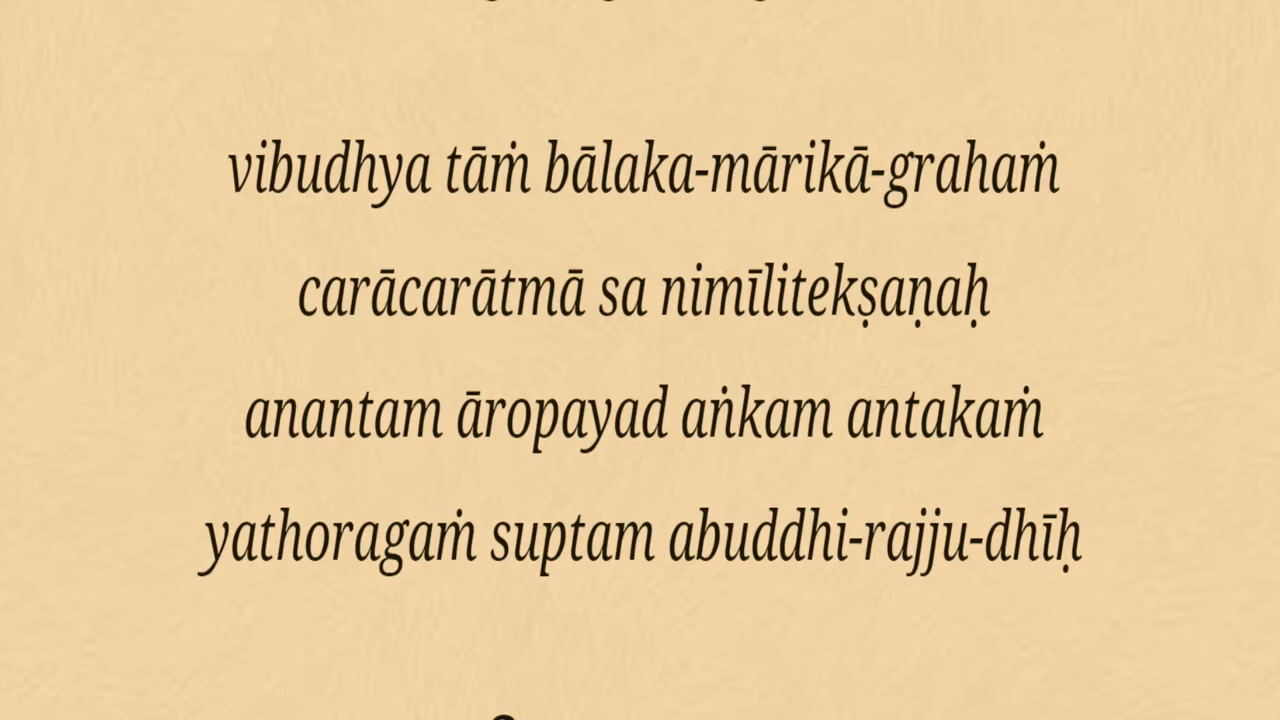 vibudhya tāṁ bālaka-mārikā-grahaṁ
carācarātmā sa nimīlitekṣaṇaḥ
anantam āropayad aṅkam antakaṁ
yathoragaṁ suptam abuddhi-rajju-dhīḥ